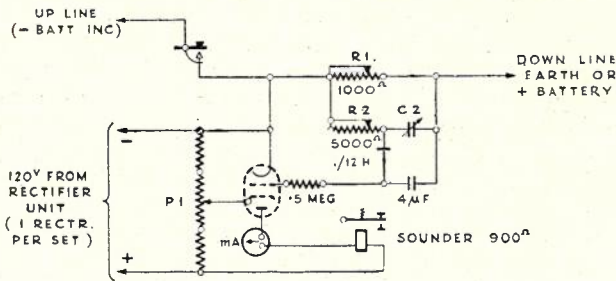 UP LINE
(- BATT INC)
R1.
1000Ω
DOWN LINE
EARTH OR
+ BATTERY
R2
C2
5000Ω
./12 H
-
120V FROM
RECTIFIER
UNIT
(1 RECTR.
PER SET)
P1
·5 MEG
4μF
mA
SOUNDER 900Ω
+